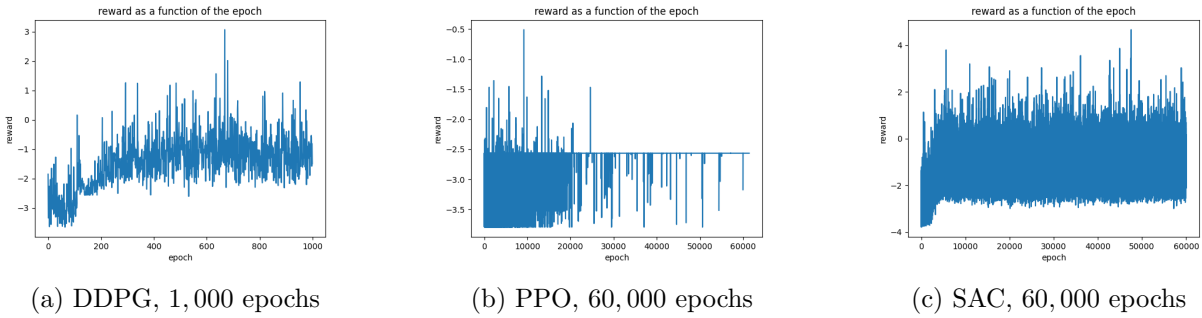 reward as a function of the epoch
3
2
1
0
−1
−2
−3
reward
0 200 400 600 800 1000
epoch
(a) DDPG, 1,000 epochs
reward as a function of the epoch
−0.5
−1.0
−1.5
−2.0
−2.5
−3.0
−3.5
reward
0 10000 20000 30000 40000 50000 60000
epoch
(b) PPO, 60,000 epochs
reward as a function of the epoch
4
2
0
−2
−4
reward
0 10000 20000 30000 40000 50000 60000
epoch
(c) SAC, 60,000 epochs